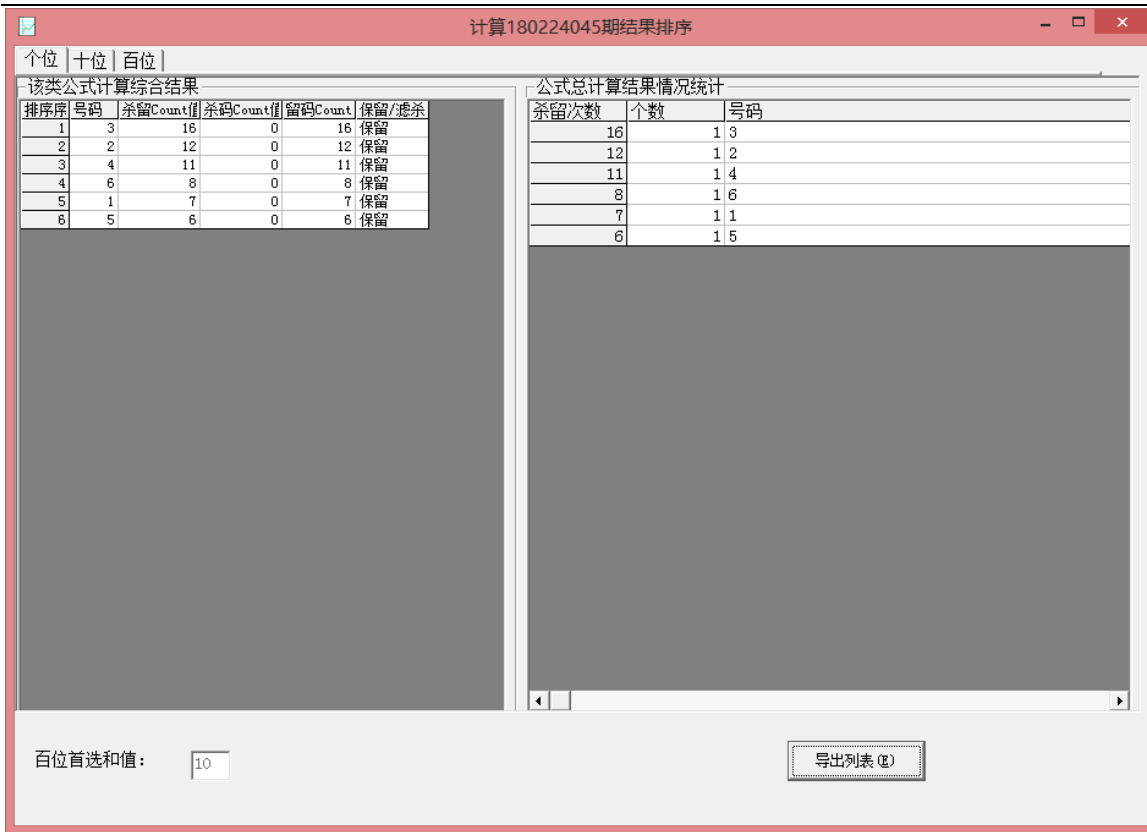 计算180224045期结果排序
个位 十位 百位
该类公式计算综合结果
排序序 号码 杀留Count值 杀码Count值 留码Count 保留/滤杀
1 3 16 0 16 保留
2 2 12 0 12 保留
3 4 11 0 11 保留
4 6 8 0 8 保留
5 1 7 0 7 保留
6 5 6 0 6 保留
公式总计算结果情况统计
杀留次数 个数 号码
16 1 3
12 1 2
11 1 4
8 1 6
7 1 1
6 1 5
百位首选和值： 10
导出列表(E)